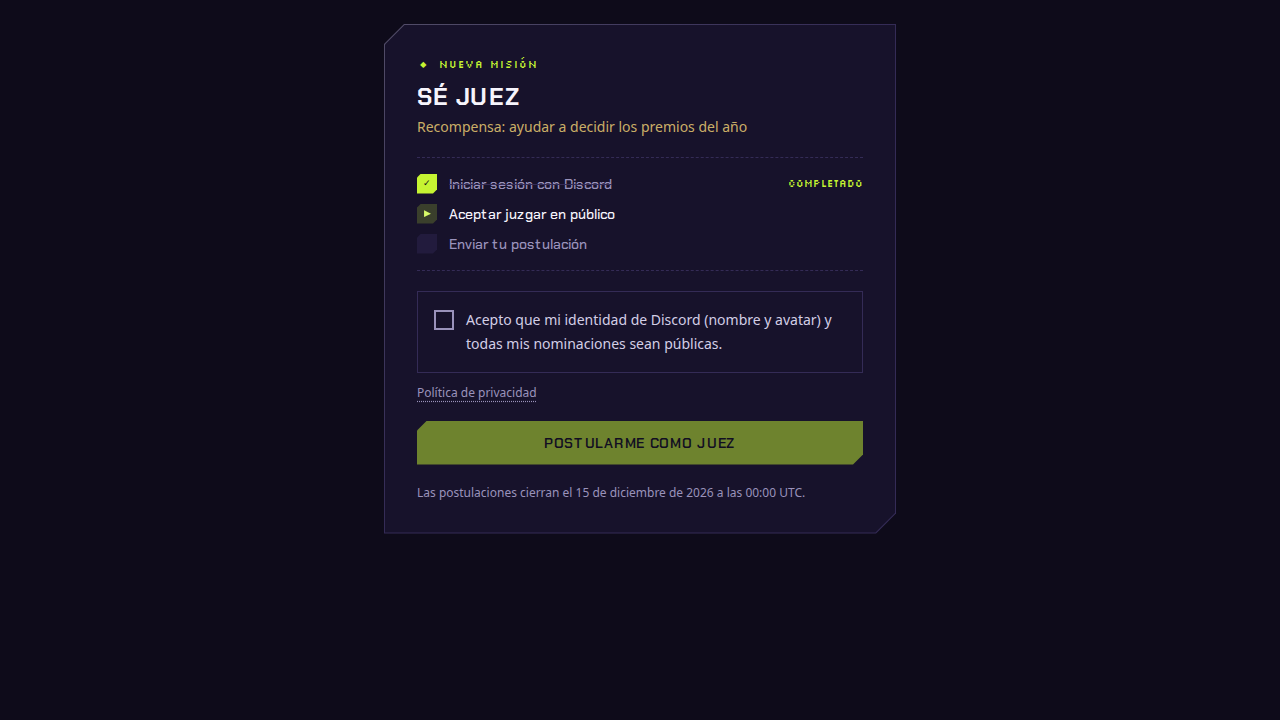 ◆ NUEVA MISIÓN
SÉ JUEZ
Recompensa: ayudar a decidir los premios del año
✓ Iniciar sesión con Discord COMPLETADO
▶ Aceptar juzgar en público
Enviar tu postulación
Acepto que mi identidad de Discord (nombre y avatar) y
todas mis nominaciones sean públicas.
Política de privacidad
POSTULARME COMO JUEZ
Las postulaciones cierran el 15 de diciembre de 2026 a las 00:00 UTC.